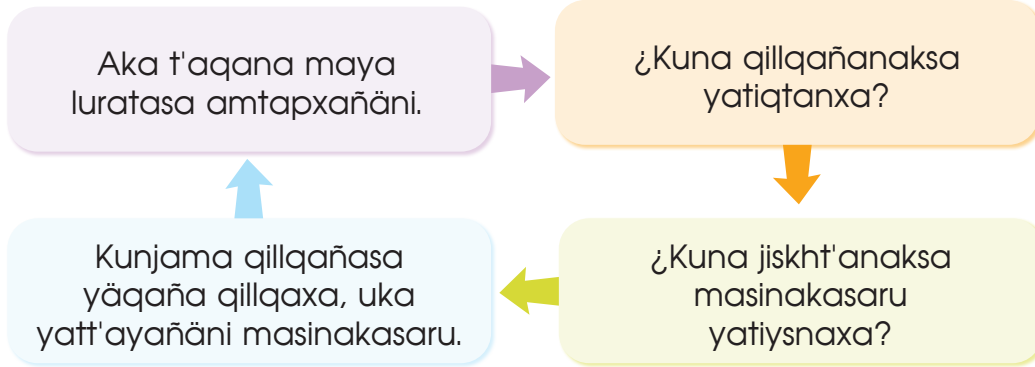 Aka t'aqana maya
luratasa amtapxañäni.
¿Kuna qillqañanaksa
yatiqtanxa?
¿Kuna jiskht'anaksa
masinakasaru
yatiysnaxa?
Kunjama qillqañasa
yäqaña qillqaxa, uka
yatt'ayañäni masinakasaru.